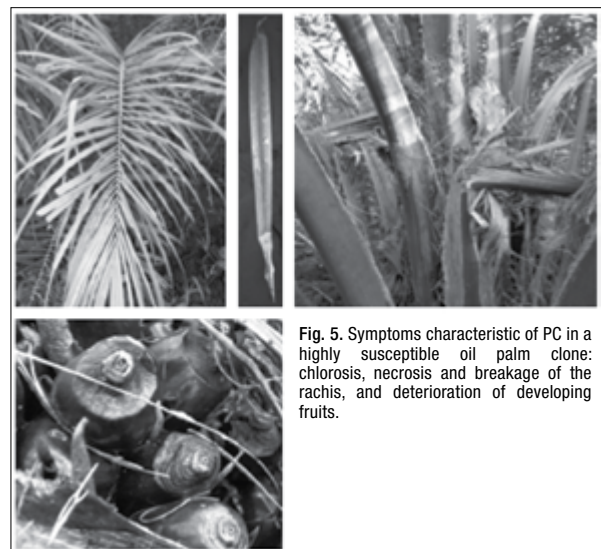 Fig. 5. Symptoms characteristic of PC in a
highly susceptible oil palm clone:
chlorosis, necrosis and breakage of the
rachis, and deterioration of developing
fruits.